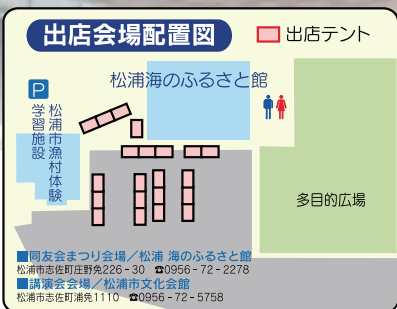 出店会場配置図
出店テント
松浦海のふるさと館
P
松浦市漁村体験
学習施設
多目的広場
■同友会まつり会場／松浦 海のふるさと館
松浦市志佐町庄野免226-30 ☎0956-72-2278
■講演会会場／松浦市文化会館
松浦市志佐町浦免1110 ☎0956-72-5758